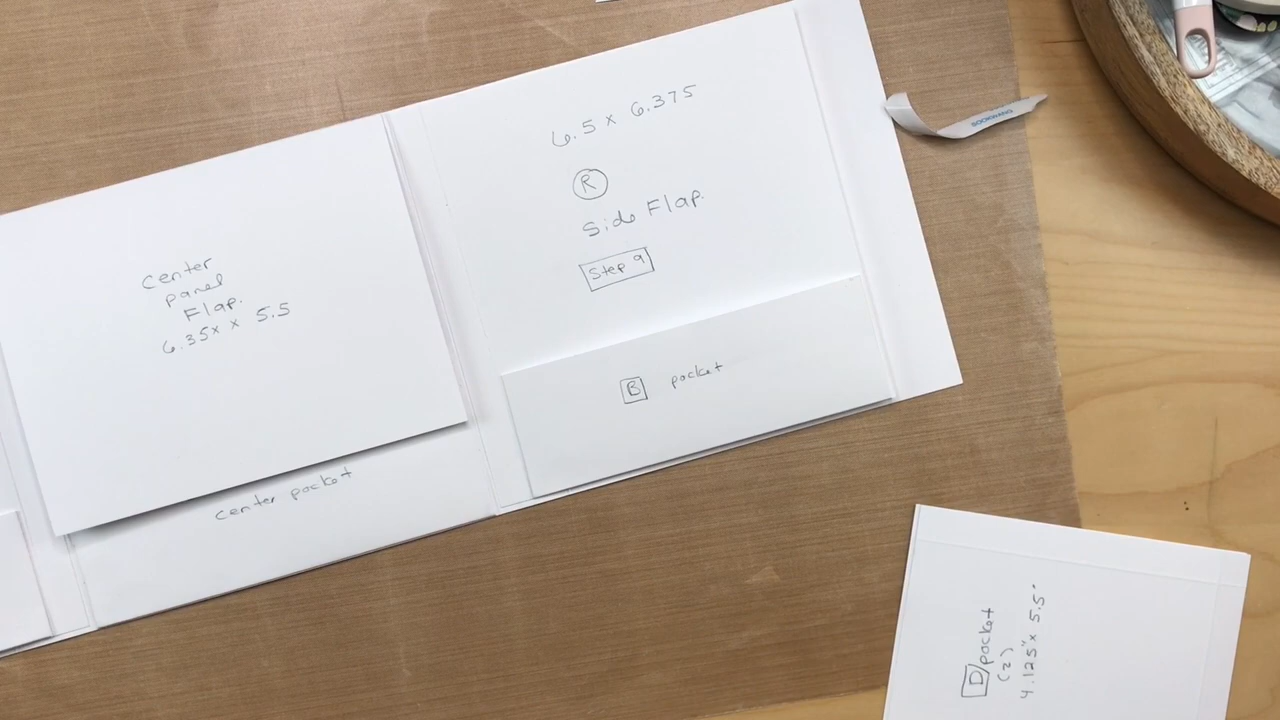 Center
panel
Flap.
6.35x x 5.5
center pocket
6.5 x 6.375
R
Side Flap.
Step 9
B pocket
D pocket
(2)
4.125" x 5.5"